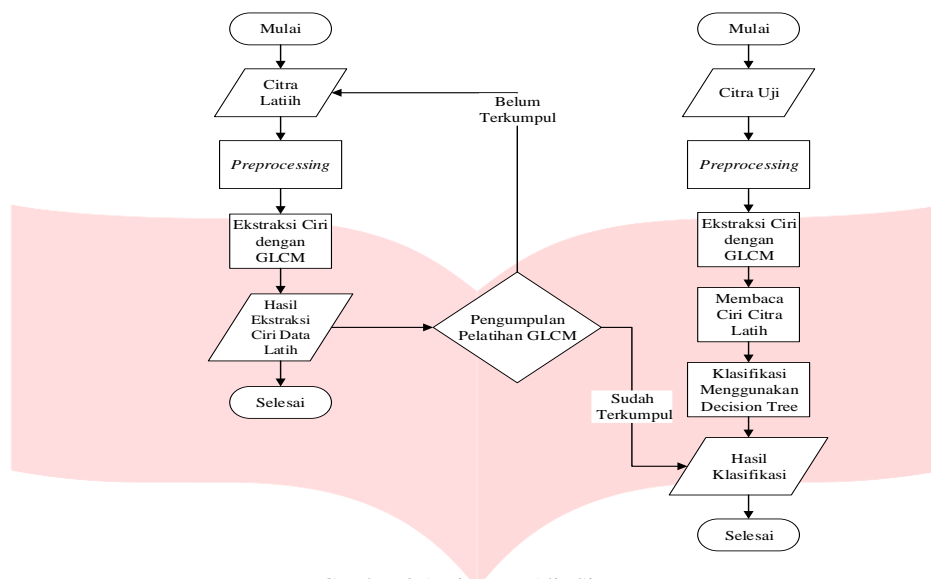 Mulai
Citra
Latiih
Preprocessing
Ekstraksi Ciri
dengan
GLCM
Hasil
Ekstraksi
Ciri Data
Latih
Selesai
Belum
Terkumpul
Pengumpulan
Pelatihan GLCM
Sudah
Terkumpul
Mulai
Citra Uji
Preprocessing
Ekstraksi Ciri
dengan
GLCM
Membaca
Ciri Citra
Latih
Klasifikasi
Menggunakan
Decision Tree
Hasil
Klasifikasi
Selesai